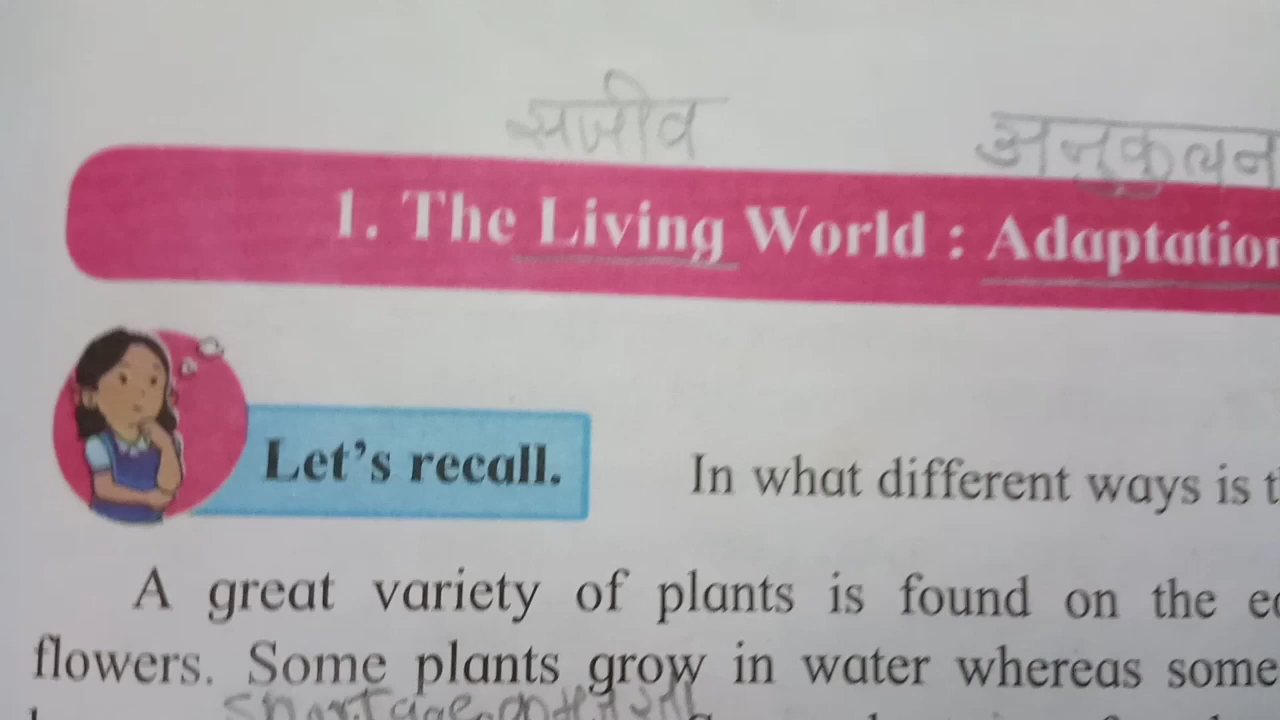 सजीव अनुकुलन
1. The Living World : Adaptation
Let's recall.
In what different ways is
A great variety of plants is found on the
flowers. Some plants grow in water whereas some
shortage